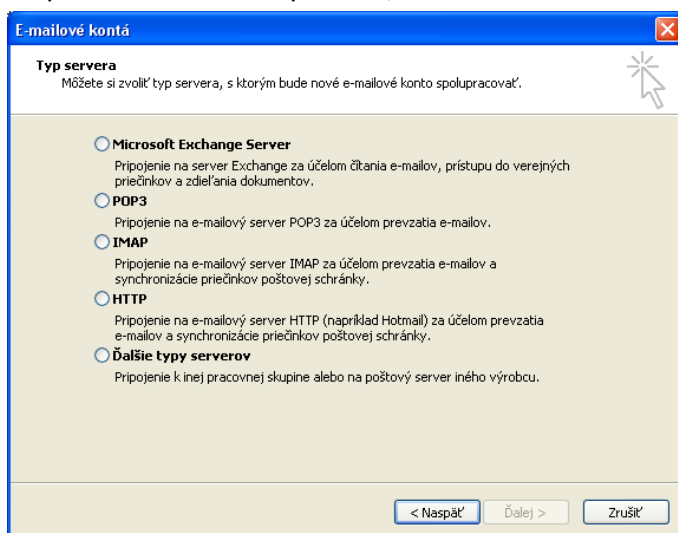 E-mailové kontá
Typ servera
Môžete si zvoliť typ servera, s ktorým bude nové e-mailové konto spolupracovať.
Microsoft Exchange Server
Pripojenie na server Exchange za účelom čítania e-mailov, prístupu do verejných
priečinkov a zdieľania dokumentov.
POP3
Pripojenie na e-mailový server POP3 za účelom prevzatia e-mailov.
IMAP
Pripojenie na e-mailový server IMAP za účelom prevzatia e-mailov a
synchronizácie priečinkov poštovej schránky.
HTTP
Pripojenie na e-mailový server HTTP (napríklad Hotmail) za účelom prevzatia
e-mailov a synchronizácie priečinkov poštovej schránky.
Ďalšie typy serverov
Pripojenie k inej pracovnej skupine alebo na poštový server iného výrobcu.
< Naspäť Ďalej > Zrušiť